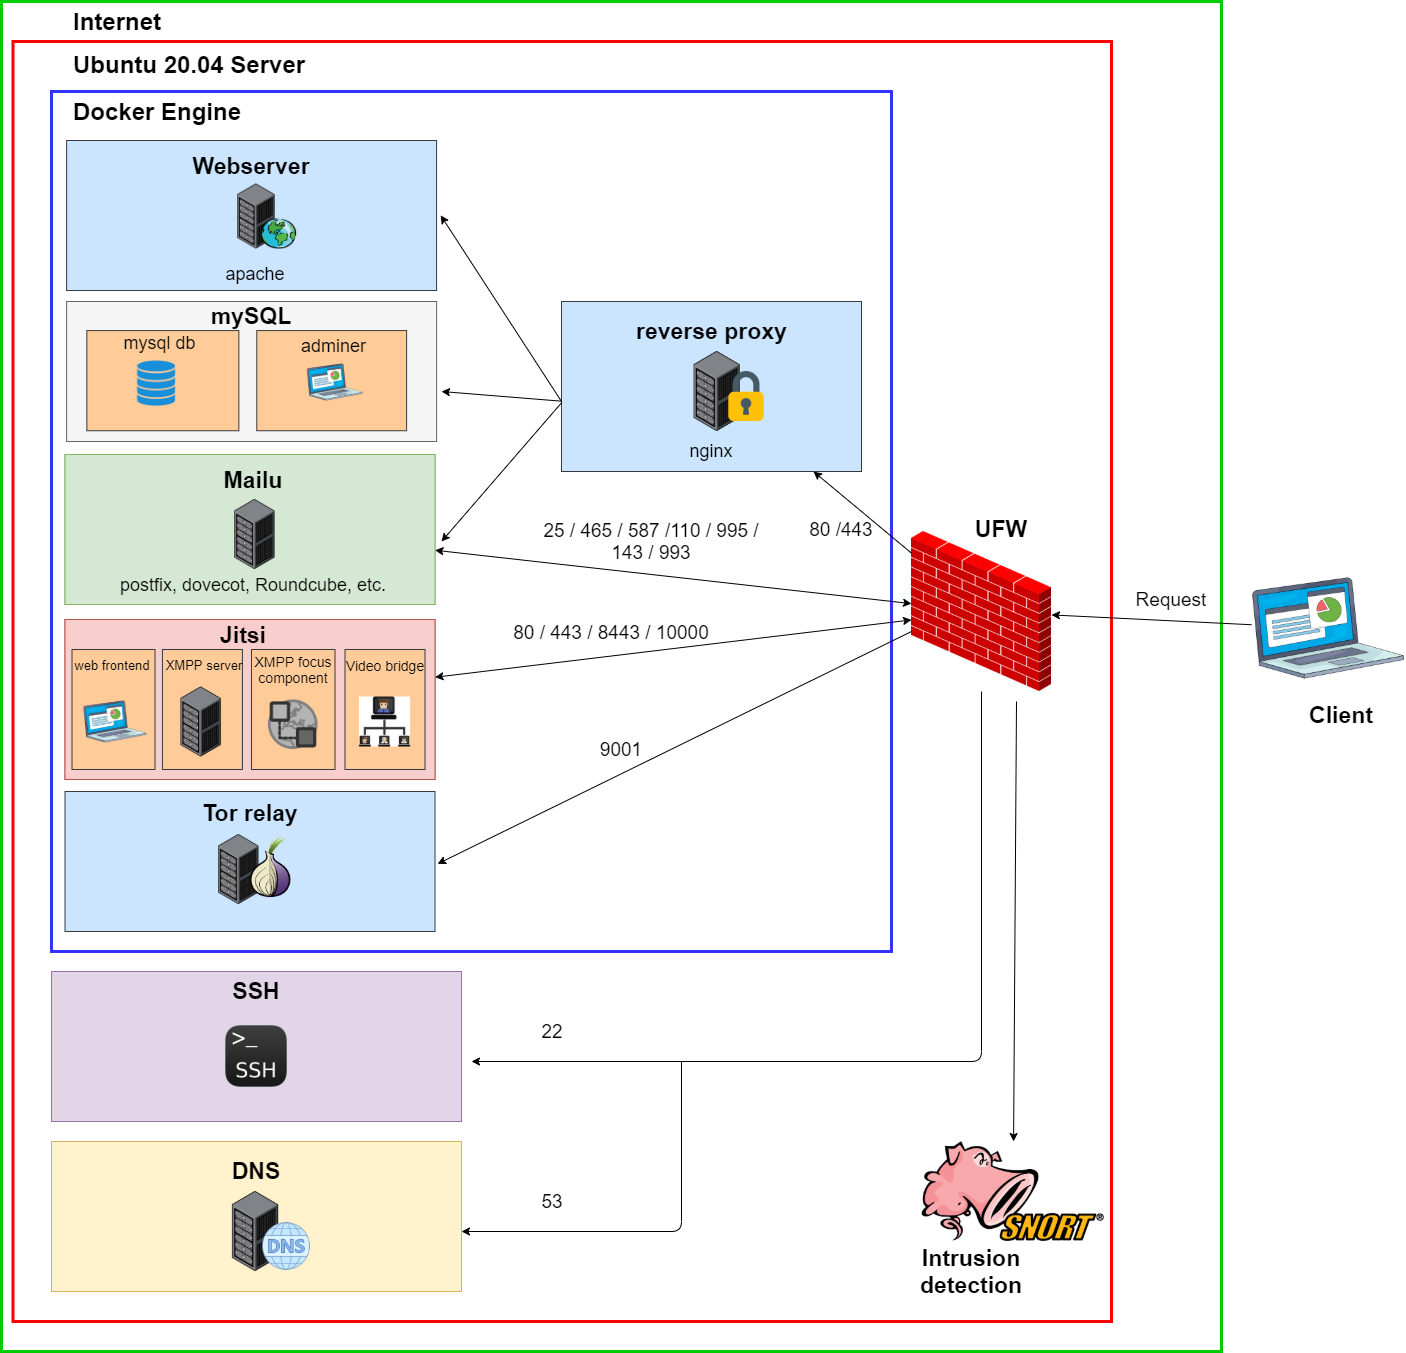 Internet
Ubuntu 20.04 Server
Docker Engine
Webserver
apache
mySQL
mysql db
adminer
reverse proxy
nginx
Mailu
postfix, dovecot, Roundcube, etc.
25 / 465 / 587 /110 / 995 /
143 / 993
80 /443
UFW
Request
Client
Jitsi
web frontend
XMPP server
XMPP focus
component
Video bridge
80 / 443 / 8443 / 10000
9001
Tor relay
SSH
>_
SSH
22
DNS
DNS
53
SNORT®
Intrusion
detection